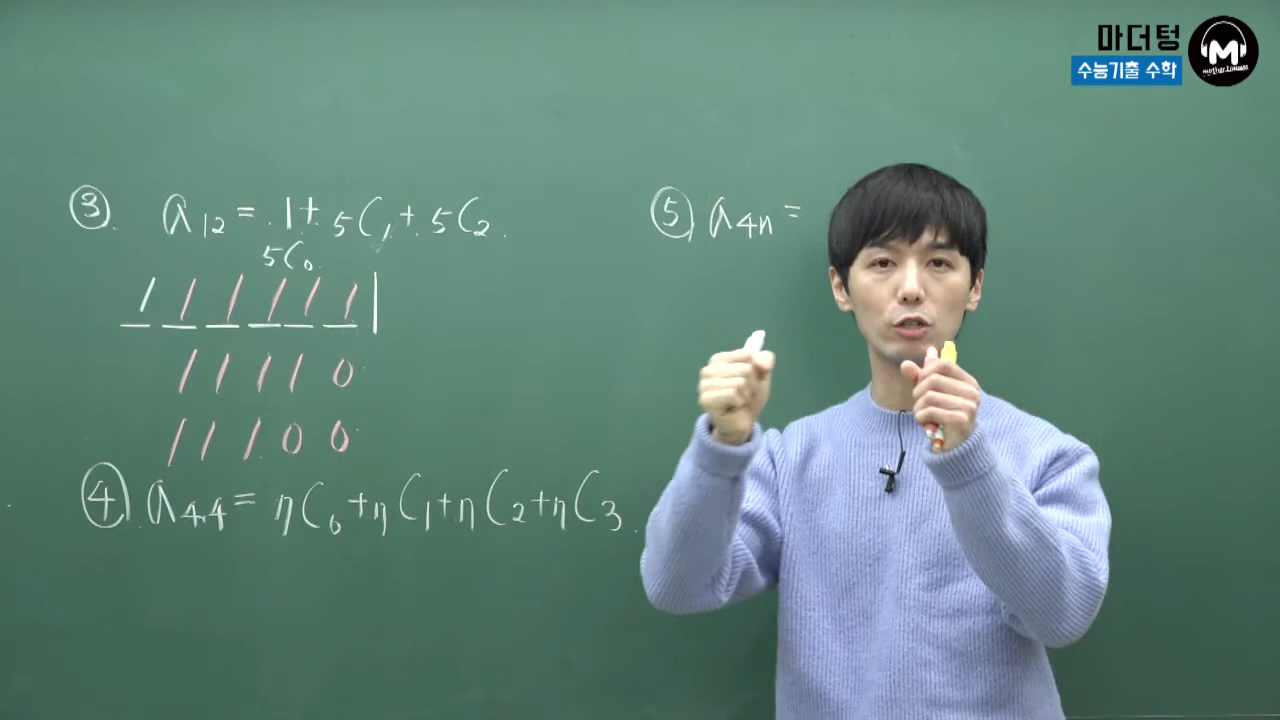 마더텅
수능기출 수학
M
③ a₁₂ = 1 + ₅C₁ + ₅C₂
₅C₀
1 1 1 1 1 1
1 1 1 1 0
1 1 1 0 0
④ a₄.₄ = ₇C₀ + ₇C₁ + ₇C₂ + ₇C₃
⑤ a₄ₙ =